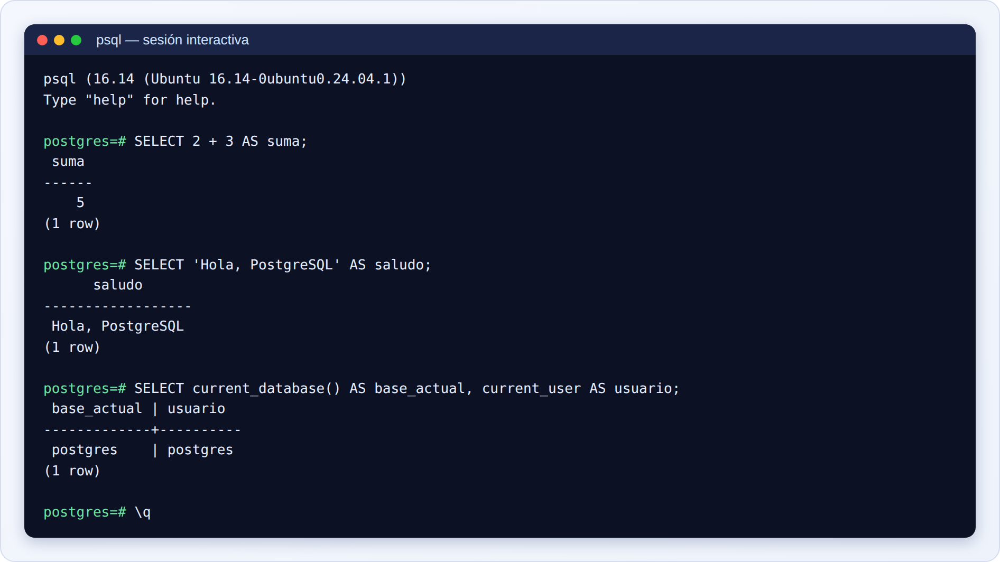 psql — sesión interactiva
psql (16.14 (Ubuntu 16.14-0ubuntu0.24.04.1))
Type "help" for help.

postgres=# SELECT 2 + 3 AS suma;
 suma
------
    5
(1 row)

postgres=# SELECT 'Hola, PostgreSQL' AS saludo;
      saludo
------------------
 Hola, PostgreSQL
(1 row)

postgres=# SELECT current_database() AS base_actual, current_user AS usuario;
 base_actual | usuario
-------------+----------
 postgres    | postgres
(1 row)

postgres=# \q